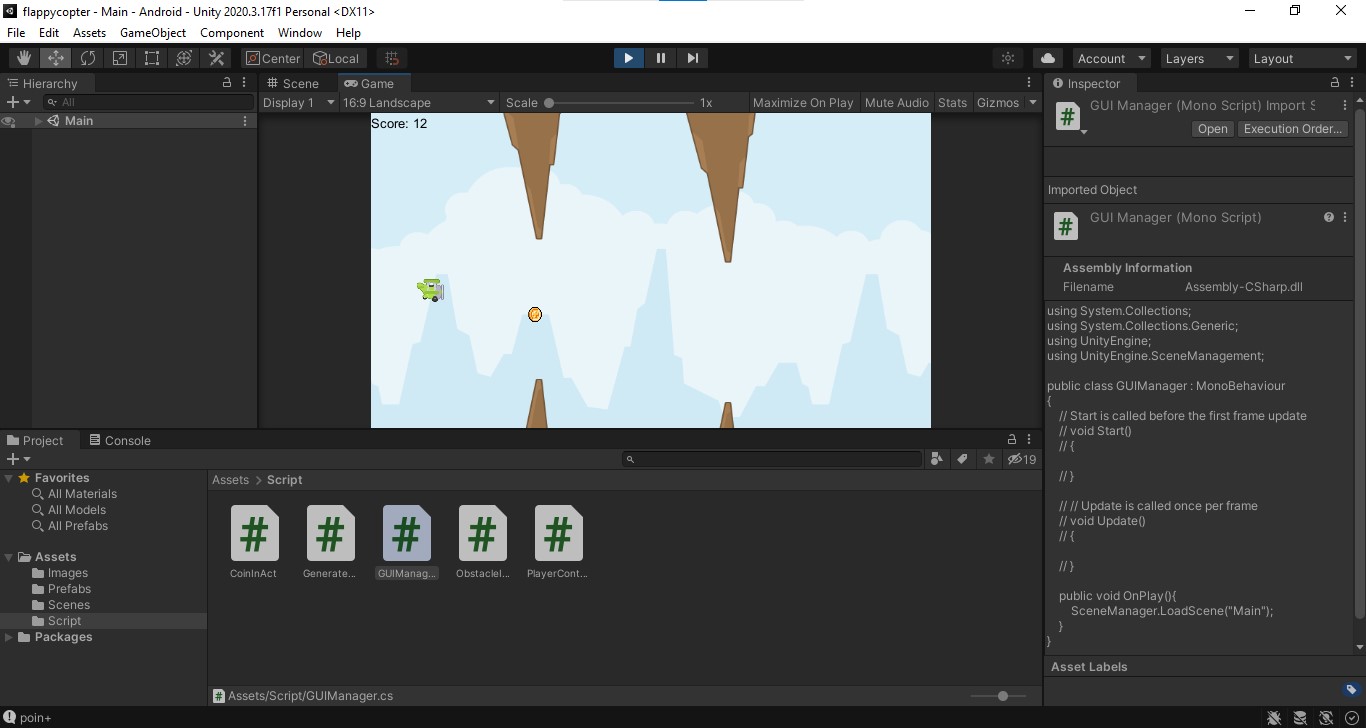 flappycopter - Main - Android - Unity 2020.3.17f1 Personal <DX11>
File Edit Assets GameObject Component Window Help
Center Local Account Layers Layout
Hierarchy
All
Main
Scene Game
Display 1 16:9 Landscape Scale 1x Maximize On Play Mute Audio Stats Gizmos
Score: 12
Inspector
GUI Manager (Mono Script) Import S
Open Execution Order...
Imported Object
GUI Manager (Mono Script)
Assembly Information
Filename Assembly-CSharp.dll
using System.Collections;
using System.Collections.Generic;
using UnityEngine;
using UnityEngine.SceneManagement;
public class GUIManager : MonoBehaviour
{
// Start is called before the first frame update
// void Start()
// {
// }
// // Update is called once per frame
// void Update()
// {
// }
public void OnPlay(){
SceneManager.LoadScene("Main");
}
}
Asset Labels
Project Console
19
Favorites
All Materials
All Models
All Prefabs
Assets
Images
Prefabs
Scenes
Script
Packages
Assets > Script
CoinInAct Generate... GUIManag... ObstacleI... PlayerCont...
Assets/Script/GUIManager.cs
poin+